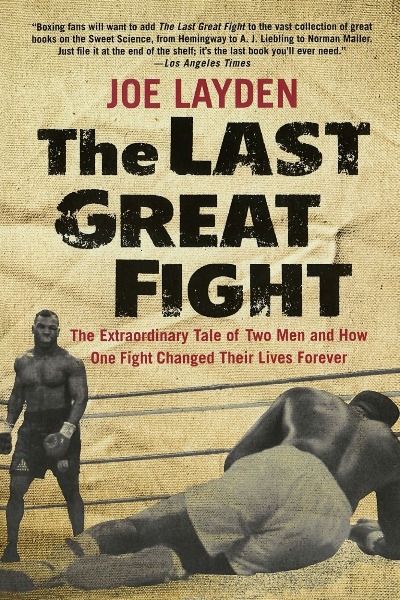 "Boxing fans will want to add The Last Great Fight to the vast collection of great
books on the Sweet Science, from Hemingway to A. J. Liebling to Norman Mailer.
Just file it at the end of the shelf; it's the last book you'll ever need."
—Los Angeles Times
JOE LAYDEN
The LAST
GREAT
FIGHT
The Extraordinary Tale of Two Men and How
One Fight Changed Their Lives Forever